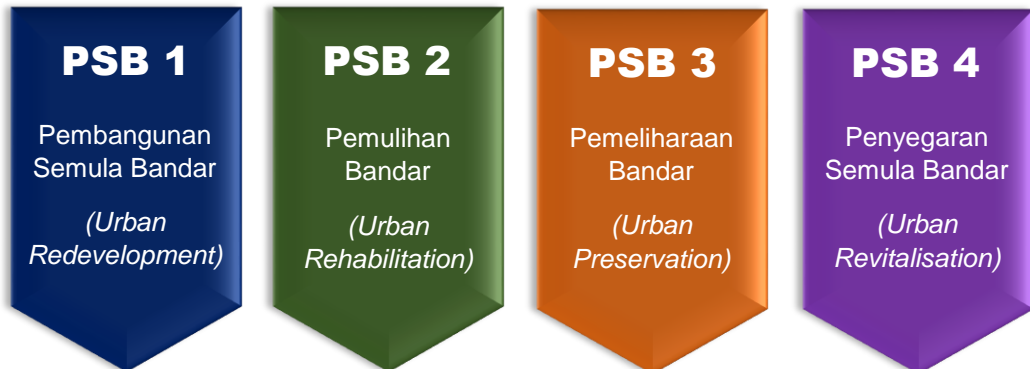 PSB 1
Pembangunan
Semula Bandar
(Urban
Redevelopment)
PSB 2
Pemulihan
Bandar
(Urban
Rehabilitation)
PSB 3
Pemeliharaan
Bandar
(Urban
Preservation)
PSB 4
Penyegaran
Semula Bandar
(Urban
Revitalisation)